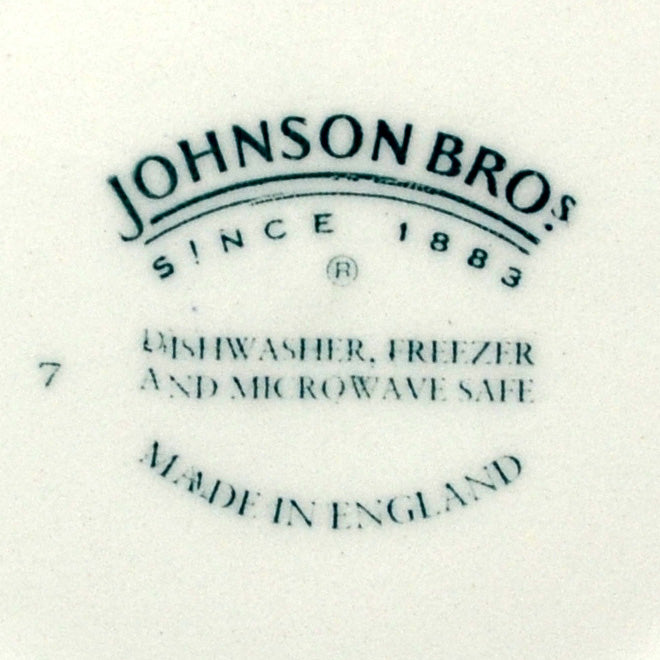 JOHNSON BROS.
SINCE 1883
®
DISHWASHER, FREEZER
7
AND MICROWAVE SAFE
MADE IN ENGLAND